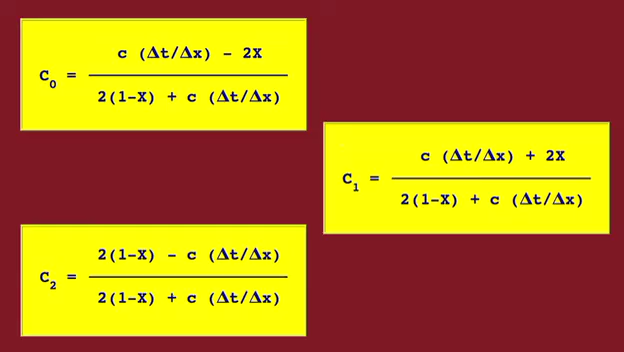 C₀ = c (Δt/Δx) - 2X
2(1-X) + c (Δt/Δx)
C₁ = c (Δt/Δx) + 2X
2(1-X) + c (Δt/Δx)
C₂ = 2(1-X) - c (Δt/Δx)
2(1-X) + c (Δt/Δx)